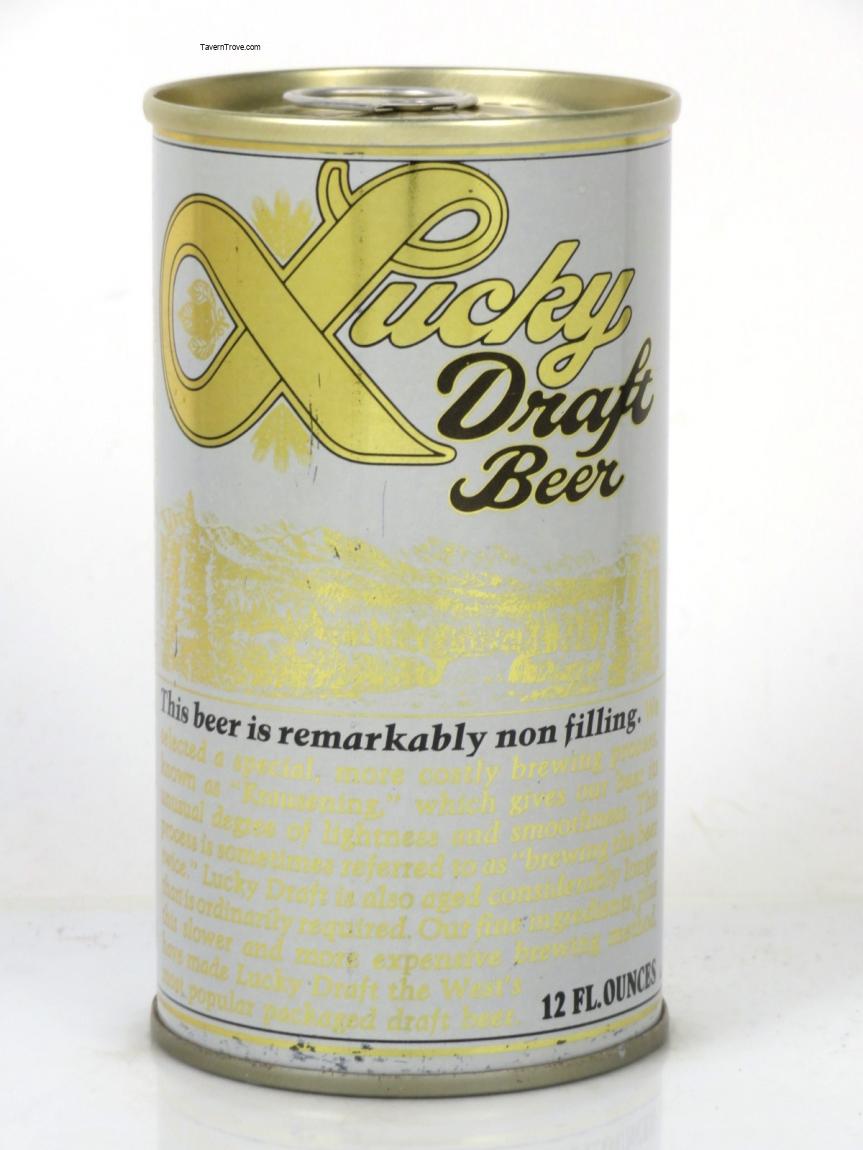 TavernTrove.com
Lucky
Draft
Beer
This beer is remarkably non filling. We
selected a special, more costly brewing process
known as "Krausening," which gives our beer its
unusual degree of lightness and smoothness. This
process is sometimes referred to as "brewing the beer
twice." Lucky Draft is also aged considerably longer
than is ordinarily required. Our fine ingredients, plus
this slower and more expensive brewing method,
have made Lucky Draft the West's
most popular packaged draft beer.
12 FL.OUNCES